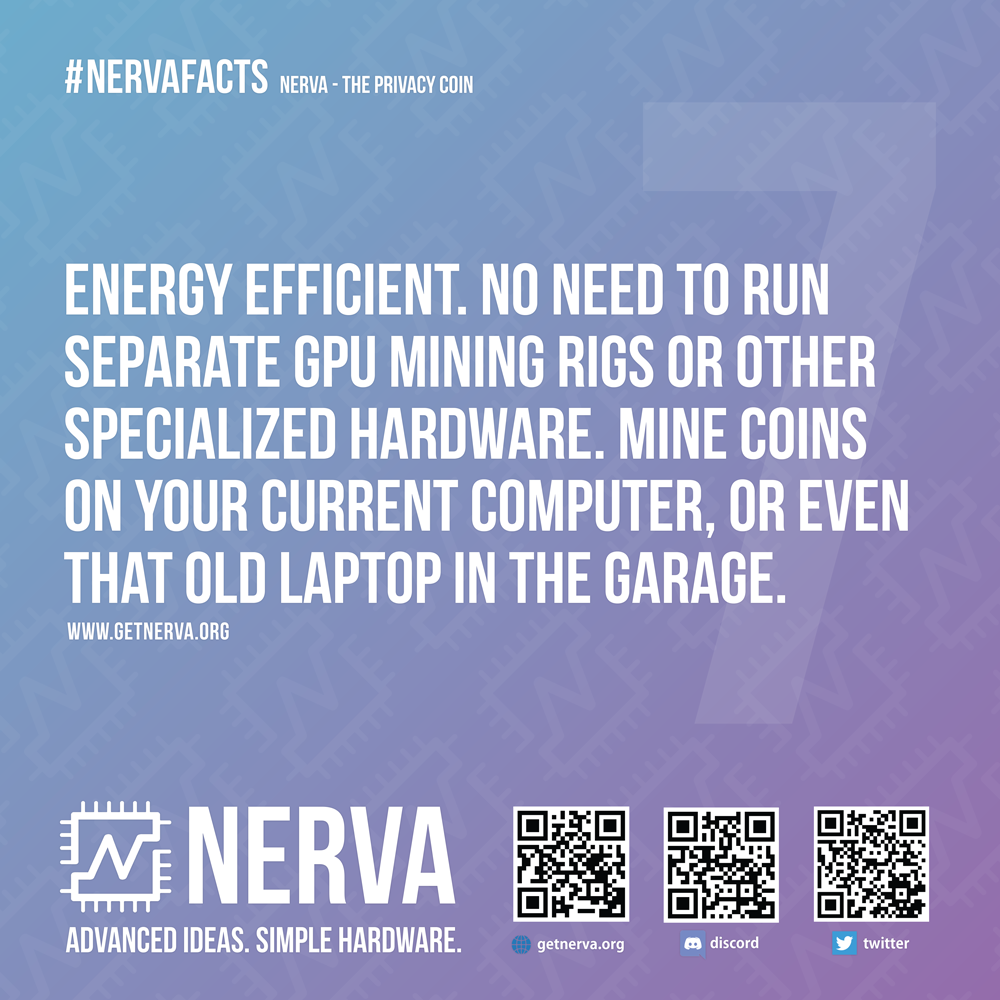 #NERVAFACTS NERVA - THE PRIVACY COIN
7
ENERGY EFFICIENT. NO NEED TO RUN
SEPARATE GPU MINING RIGS OR OTHER
SPECIALIZED HARDWARE. MINE COINS
ON YOUR CURRENT COMPUTER, OR EVEN
THAT OLD LAPTOP IN THE GARAGE.
WWW.GETNERVA.ORG
NERVA
ADVANCED IDEAS. SIMPLE HARDWARE.
getnerva.org
discord
twitter